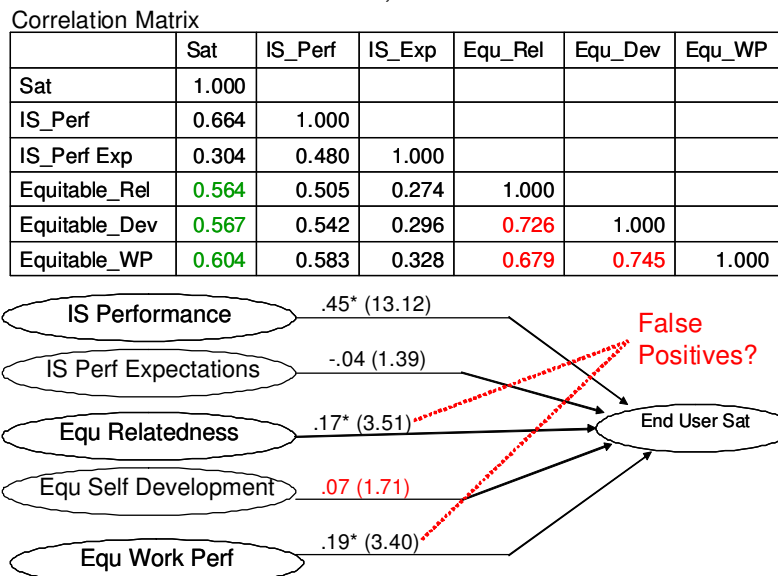 Correlation Matrix
Sat IS_Perf IS_Exp Equ_Rel Equ_Dev Equ_WP
Sat 1.000
IS_Perf 0.664 1.000
IS_Perf Exp 0.304 0.480 1.000
Equitable_Rel 0.564 0.505 0.274 1.000
Equitable_Dev 0.567 0.542 0.296 0.726 1.000
Equitable_WP 0.604 0.583 0.328 0.679 0.745 1.000
IS Performance .45* (13.12)
False
Positives?
IS Perf Expectations -.04 (1.39)
End User Sat
Equ Relatedness .17* (3.51)
Equ Self Development .07 (1.71)
Equ Work Perf .19* (3.40)